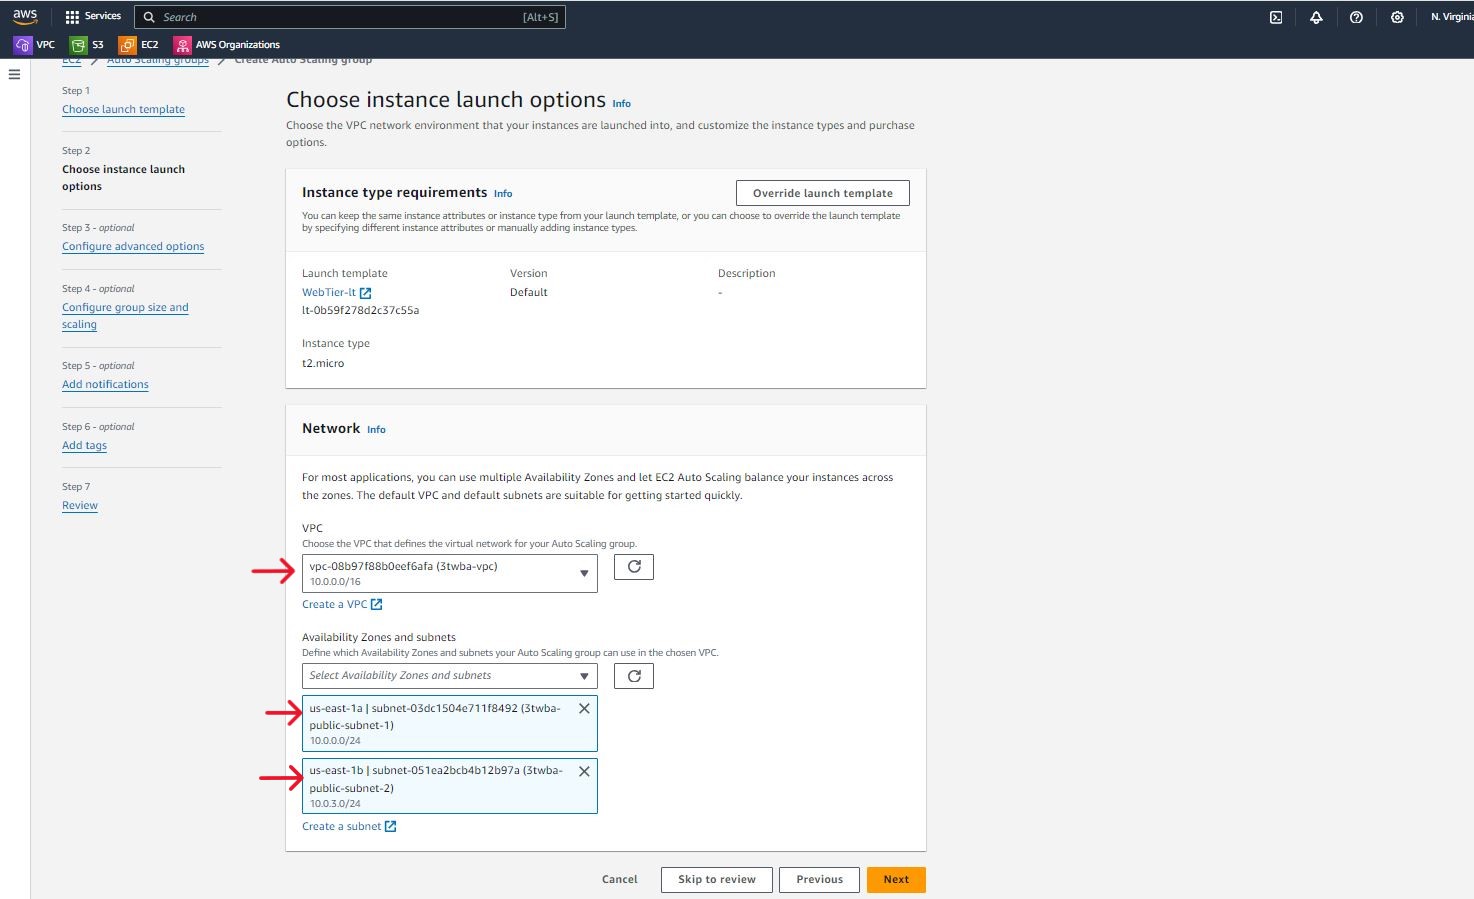 aws
Services
Search
[Alt+S]
N. Virginia
VPC
S3
EC2
AWS Organizations
EC2
Auto Scaling groups
Create Auto Scaling group
Step 1
Choose launch template
Step 2
Choose instance launch
options
Step 3 - optional
Configure advanced options
Step 4 - optional
Configure group size and
scaling
Step 5 - optional
Add notifications
Step 6 - optional
Add tags
Step 7
Review
Choose instance launch options Info
Choose the VPC network environment that your instances are launched into, and customize the instance types and purchase
options.
Instance type requirements Info
Override launch template
You can keep the same instance attributes or instance type from your launch template, or you can choose to override the launch template
by specifying different instance attributes or manually adding instance types.
Launch template
WebTier-lt
lt-0b59f278d2c37c55a
Version
Default
Description
-
Instance type
t2.micro
Network Info
For most applications, you can use multiple Availability Zones and let EC2 Auto Scaling balance your instances across
the zones. The default VPC and default subnets are suitable for getting started quickly.
VPC
Choose the VPC that defines the virtual network for your Auto Scaling group.
vpc-08b97f88b0eef6afa (3twba-vpc)
10.0.0.0/16
Create a VPC
Availability Zones and subnets
Define which Availability Zones and subnets your Auto Scaling group can use in the chosen VPC.
Select Availability Zones and subnets
us-east-1a | subnet-03dc1504e711f8492 (3twba-
public-subnet-1)
10.0.0.0/24
us-east-1b | subnet-051ea2bcb4b12b97a (3twba-
public-subnet-2)
10.0.3.0/24
Create a subnet
Cancel
Skip to review
Previous
Next